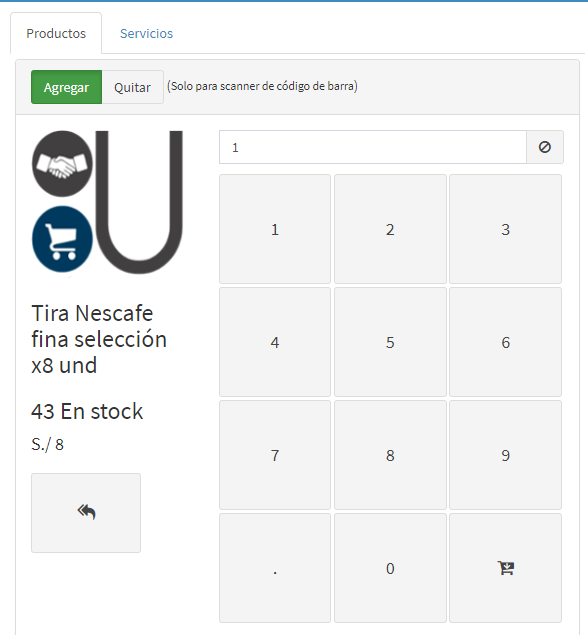 Productos Servicios
Agregar Quitar (Solo para scanner de código de barra)
1
1 2 3
Tira Nescafe
fina selección
x8 und
4 5 6
43 En stock
S./ 8
7 8 9
. 0